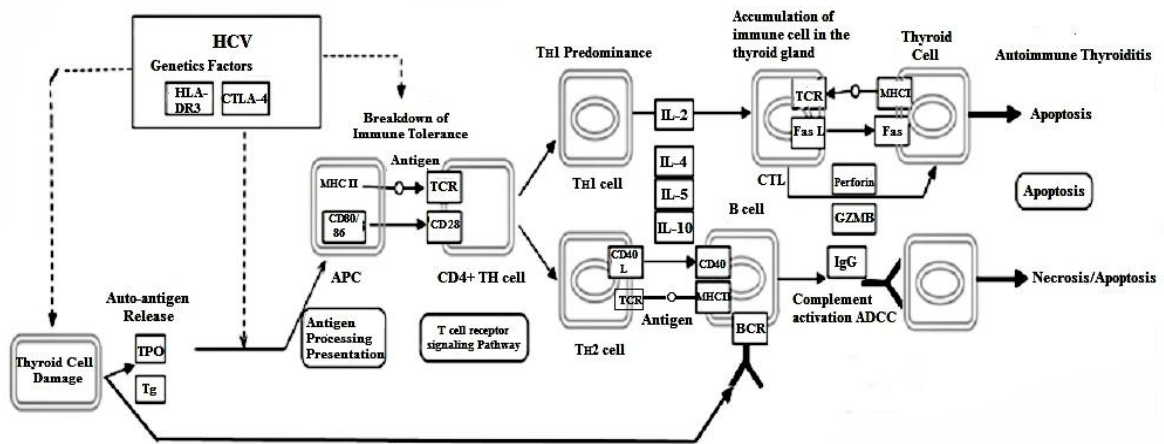 HCV
Genetics Factors
HLA-
DR3
CTLA-4
Breakdown of
Immune Tolerance
Antigen
MHC II
TCR
CD80/
86
CD28
APC
CD4+ TH cell
Auto-antigen
Release
TPO
Tg
Thyroid Cell
Damage
Antigen
Processing
Presentation
T cell receptor
signaling Pathway
TH1 Predominance
TH1 cell
IL-2
IL-4
IL-5
IL-10
CD40
L
TCR
Antigen
TH2 cell
B cell
CD40
MHCII
BCR
Accumulation of
immune cell in the
thyroid gland
Thyroid
Cell
Autoimmune Thyroiditis
TCR
MHCI
Fas L
Fas
CTL
Perforin
GZMB
Apoptosis
Apoptosis
IgG
Complement
activation ADCC
Necrosis/Apoptosis